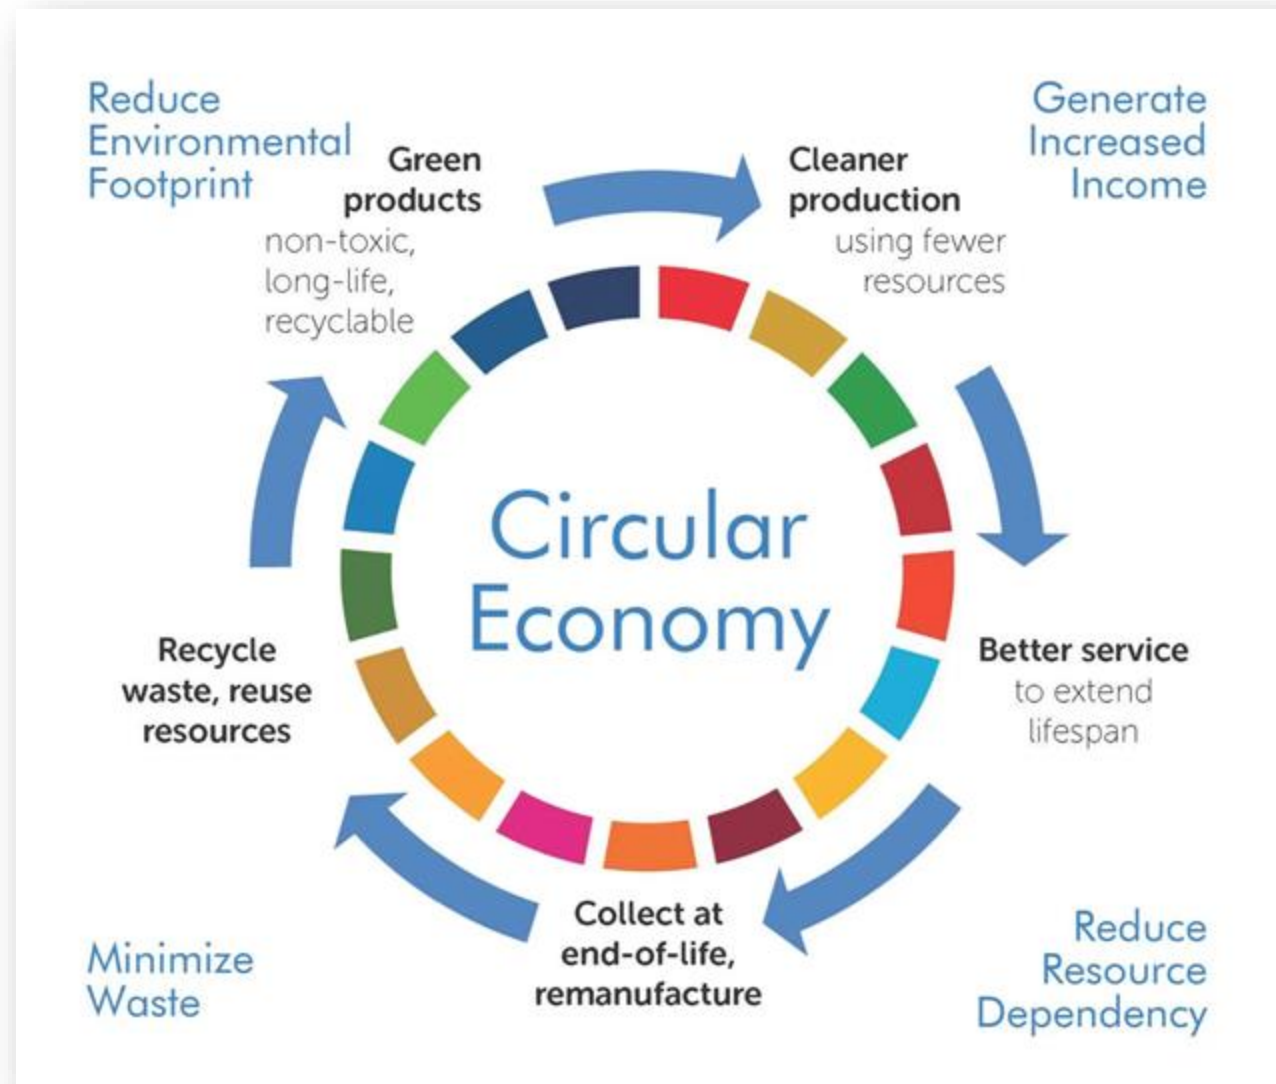 Reduce
Environmental
Footprint
Green
products
non-toxic,
long-life,
recyclable
Cleaner
production
using fewer
resources
Generate
Increased
Income
Circular
Economy
Recycle
waste, reuse
resources
Better service
to extend
lifespan
Collect at
end-of-life,
remanufacture
Minimize
Waste
Reduce
Resource
Dependency